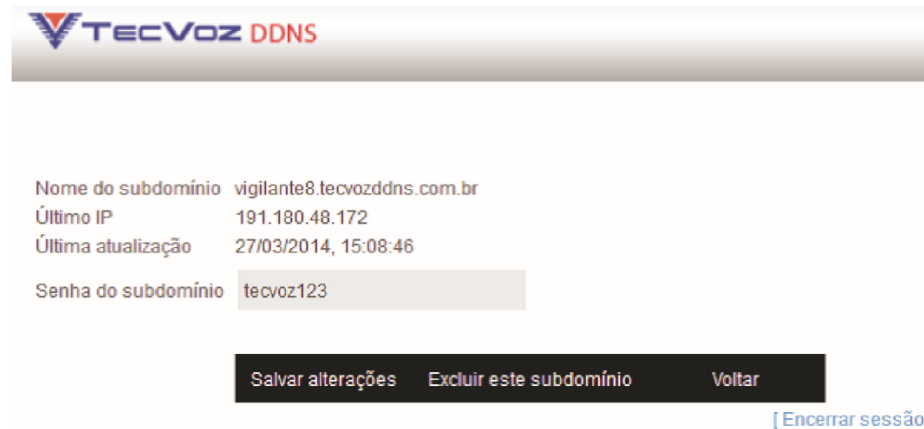 TECVOZ DDNS
Nome do subdomínio vigilante8.tecvozddns.com.br
Último IP 191.180.48.172
Última atualização 27/03/2014, 15:08:46
Senha do subdomínio tecvoz123
Salvar alterações Excluir este subdomínio Voltar
[ Encerrar sessão